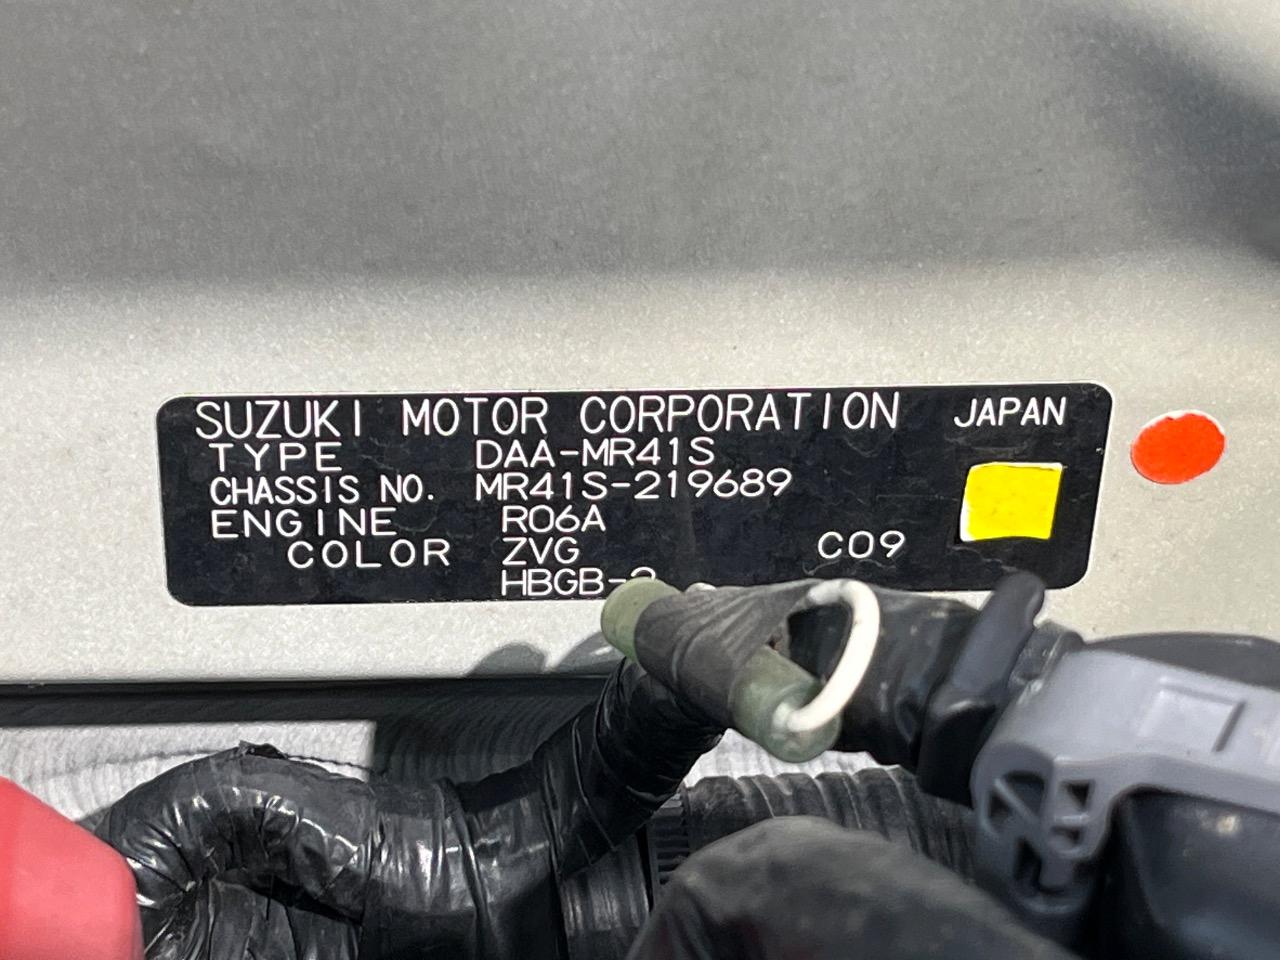 SUZUKI MOTOR CORPORATION JAPAN
TYPE DAA-MR41S
CHASSIS NO. MR41S-219689
ENGINE R06A
COLOR ZVG C09